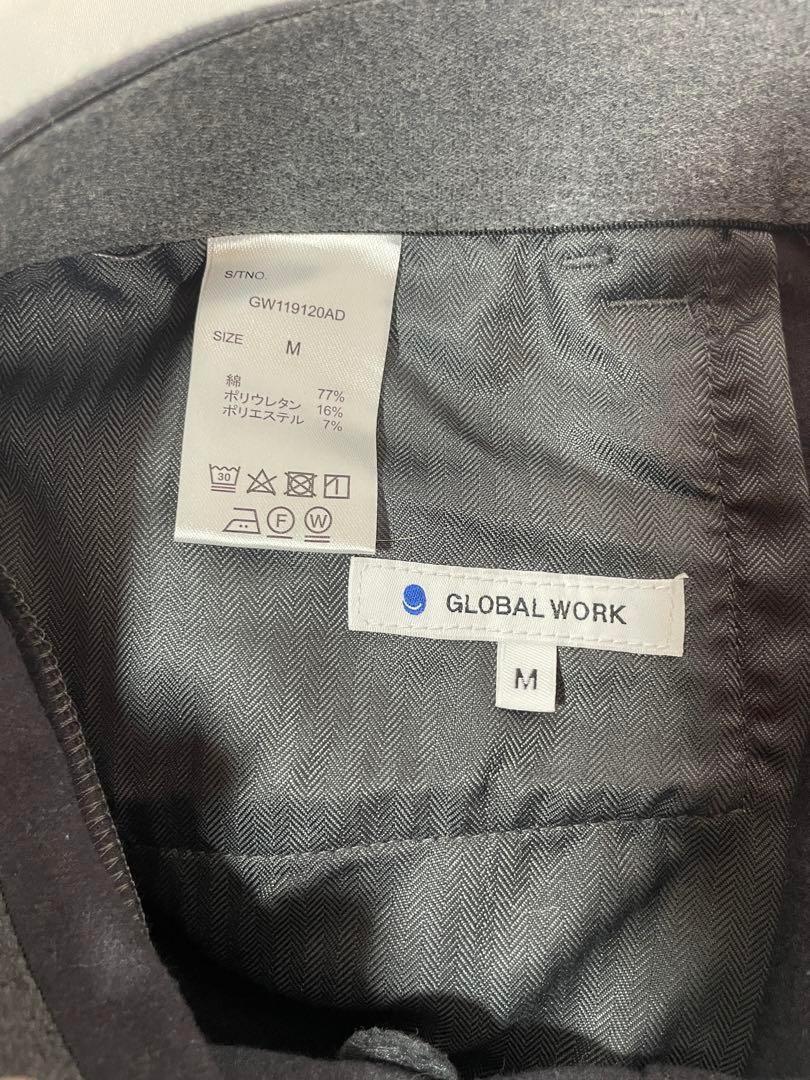 S/TNO.
GW119120AD
SIZE M
綿 77%
ポリウレタン 16%
ポリエステル 7%
30
F W
GLOBAL WORK
M